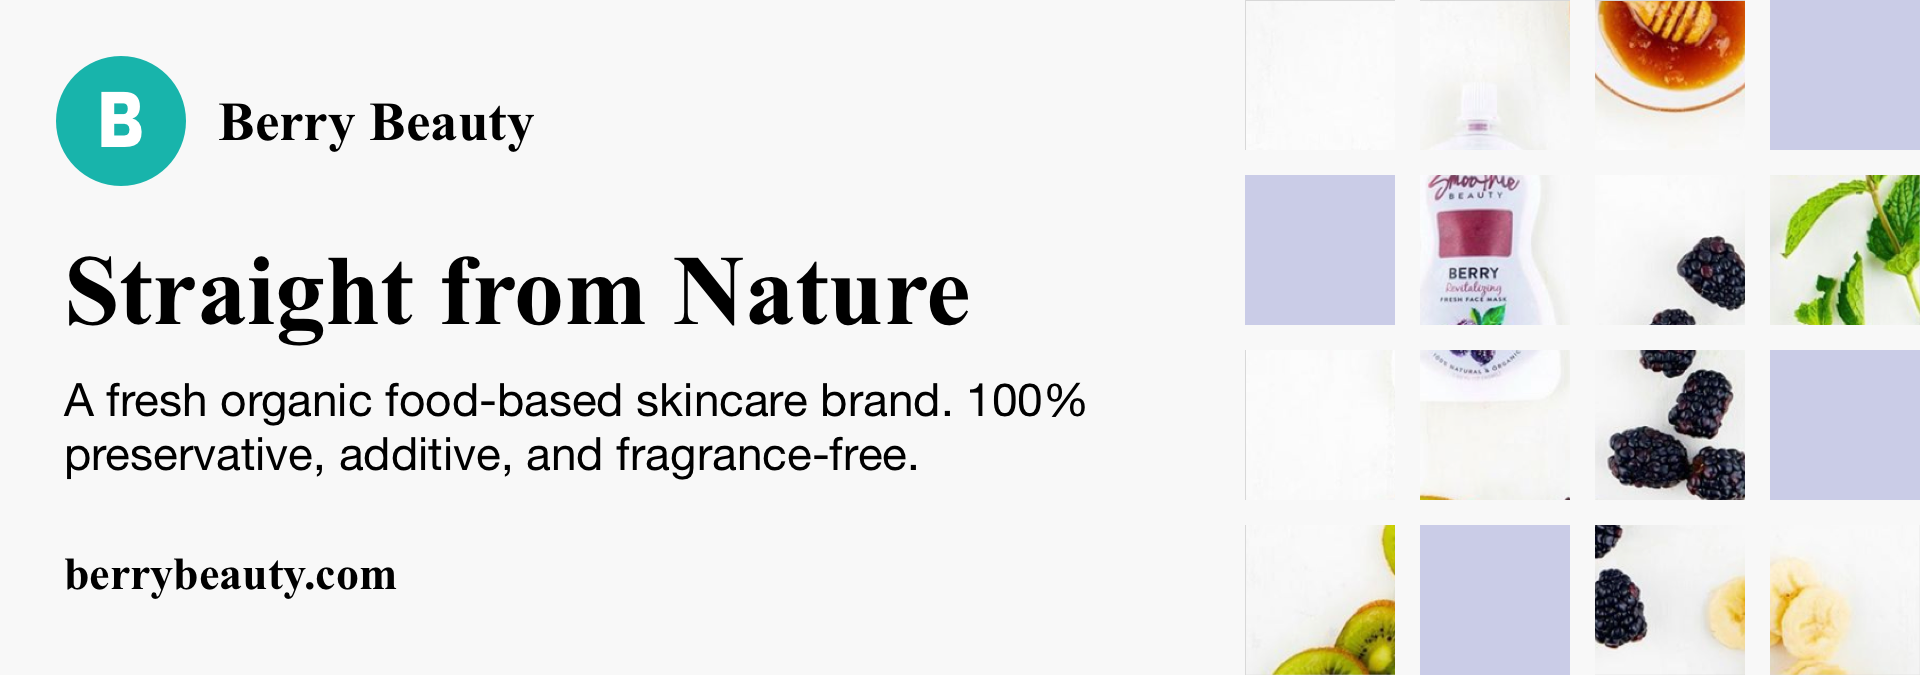 B
Berry Beauty
Straight from Nature
A fresh organic food-based skincare brand. 100%
preservative, additive, and fragrance-free.
berrybeauty.com
Smoothie
BEAUTY
BERRY
Revitalizing
FRESH FACE MASK
100% NATURAL & ORGANIC